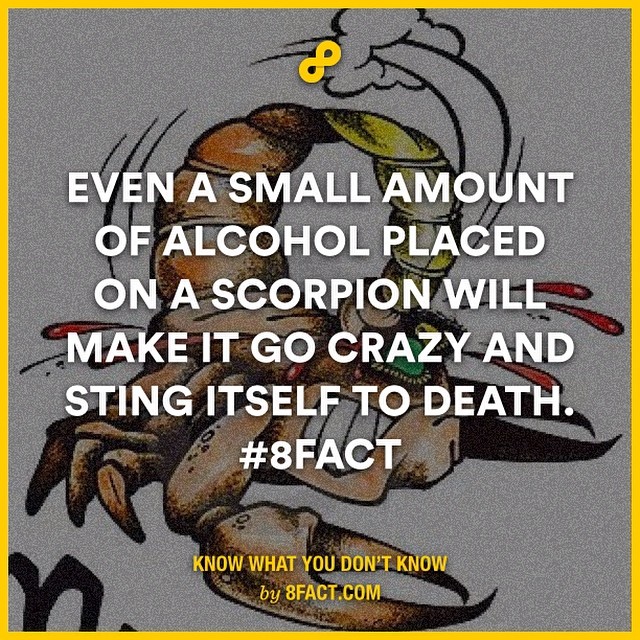 EVEN A SMALL AMOUNT
OF ALCOHOL PLACED
ON A SCORPION WILL
MAKE IT GO CRAZY AND
STING ITSELF TO DEATH.
#8FACT
KNOW WHAT YOU DON'T KNOW
by 8FACT.COM